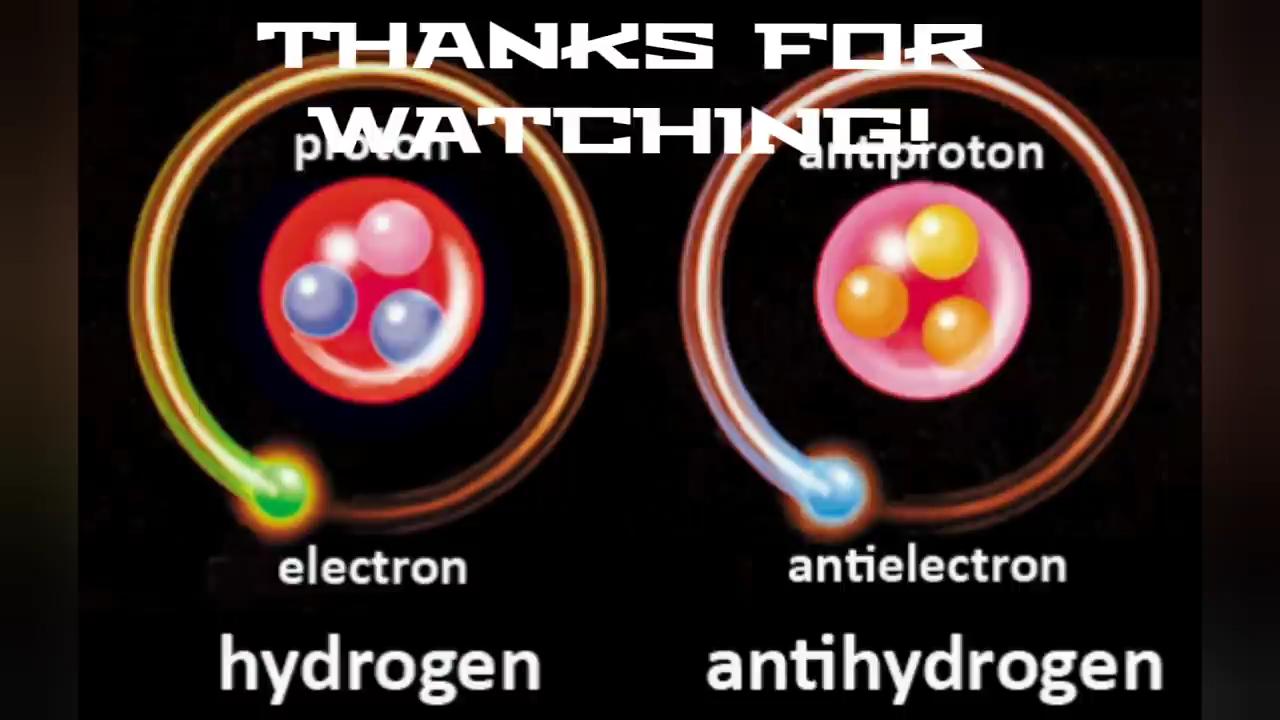 THANKS FOR
WATCHING!
proton
antiproton
electron
antielectron
hydrogen
antihydrogen